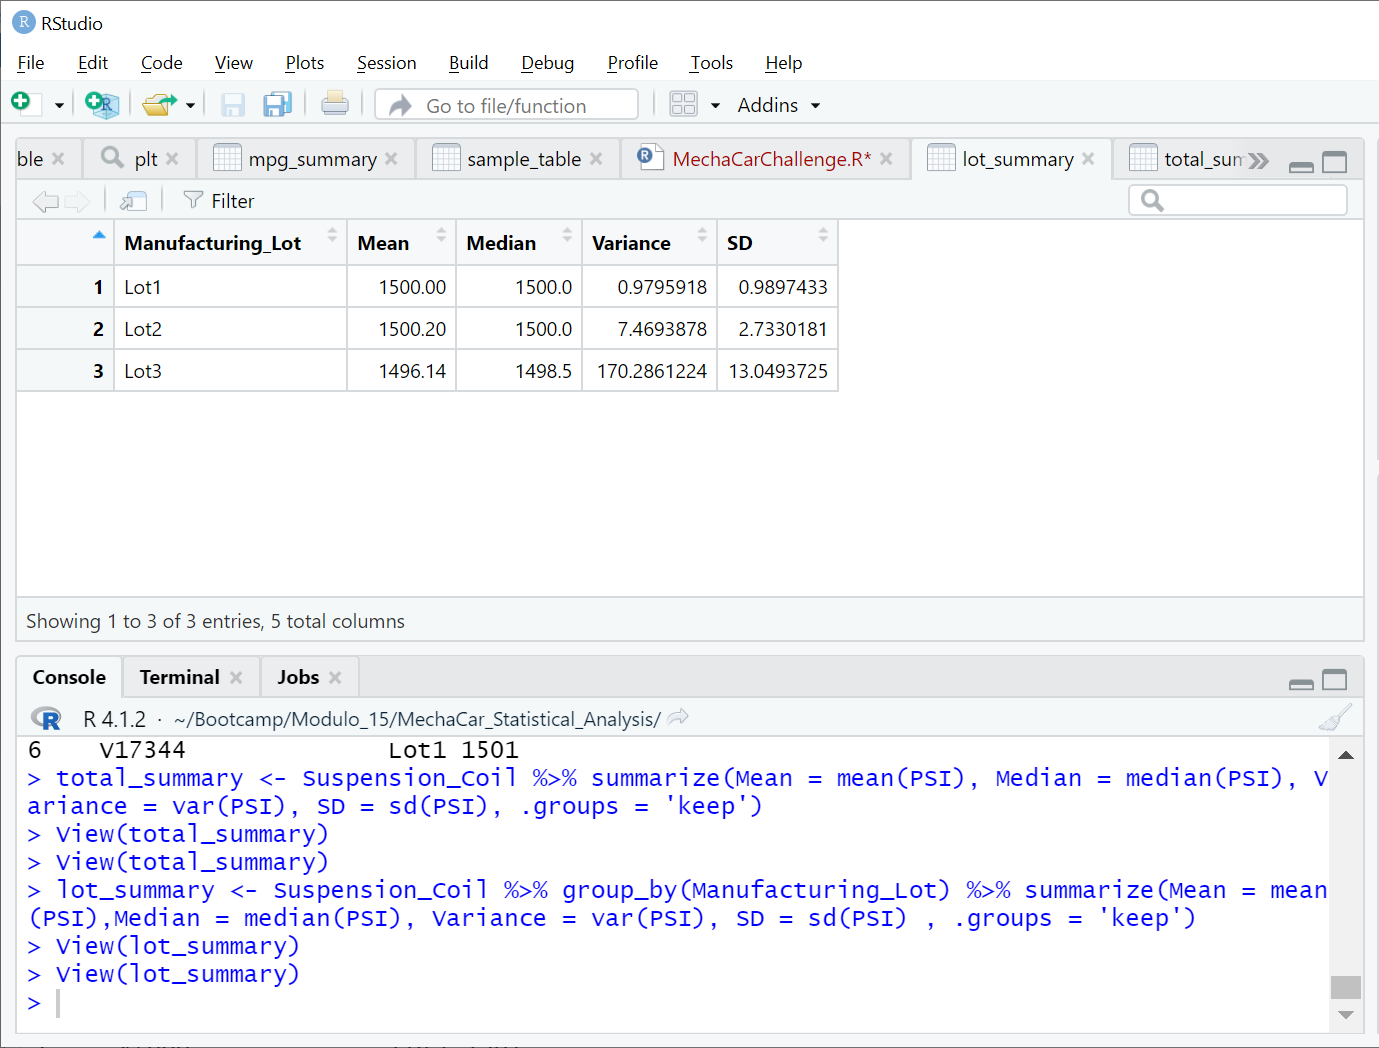 RStudio
File Edit Code View Plots Session Build Debug Profile Tools Help
Go to file/function Addins
ble plt mpg_summary sample_table MechaCarChallenge.R* lot_summary total_sum
Filter
Manufacturing_Lot Mean Median Variance SD
1 Lot1 1500.00 1500.0 0.9795918 0.9897433
2 Lot2 1500.20 1500.0 7.4693878 2.7330181
3 Lot3 1496.14 1498.5 170.2861224 13.0493725
Showing 1 to 3 of 3 entries, 5 total columns
Console Terminal Jobs
R 4.1.2 · ~/Bootcamp/Modulo_15/MechaCar_Statistical_Analysis/
6 V17344 Lot1 1501
> total_summary <- Suspension_Coil %>% summarize(Mean = mean(PSI), Median = median(PSI), V
ariance = var(PSI), SD = sd(PSI), .groups = 'keep')
> View(total_summary)
> View(total_summary)
> lot_summary <- Suspension_Coil %>% group_by(Manufacturing_Lot) %>% summarize(Mean = mean
(PSI),Median = median(PSI), Variance = var(PSI), SD = sd(PSI) , .groups = 'keep')
> View(lot_summary)
> View(lot_summary)
>